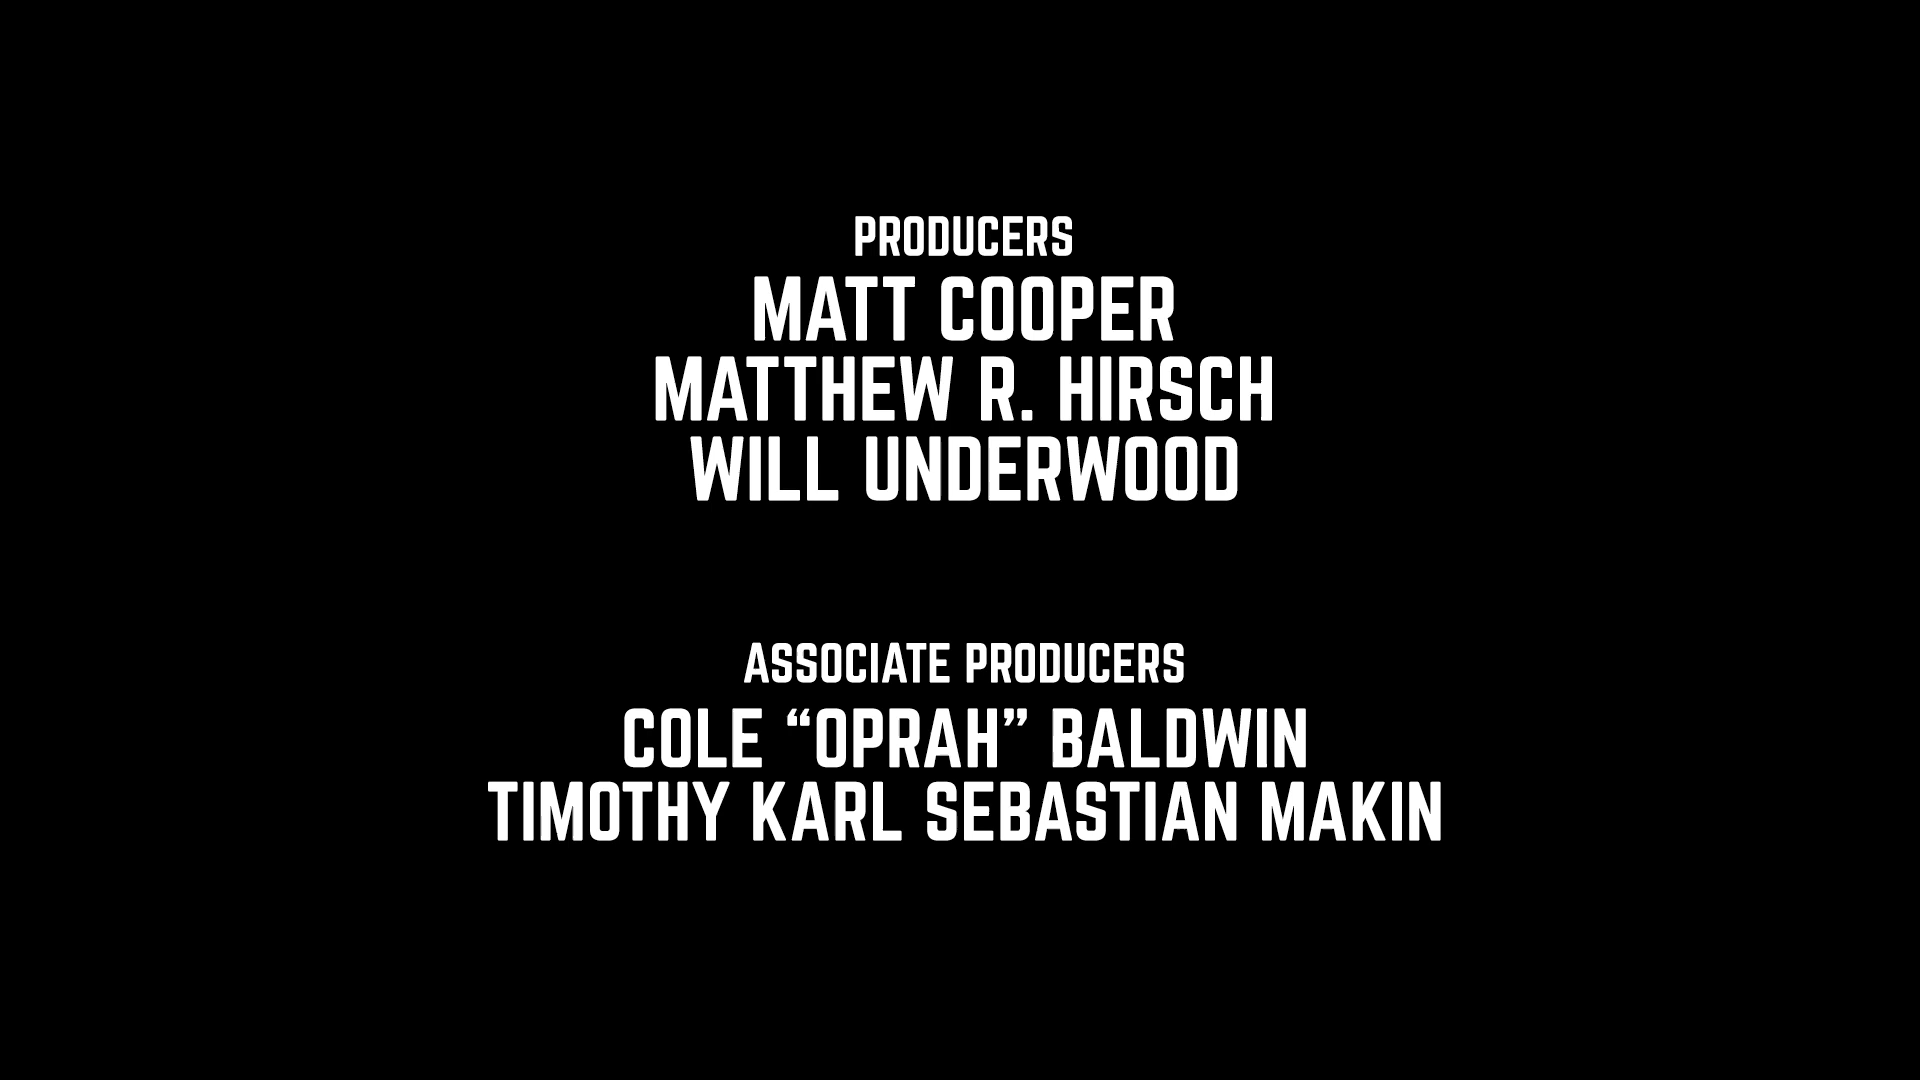 PRODUCERS
MATT COOPER
MATTHEW R. HIRSCH
WILL UNDERWOOD
ASSOCIATE PRODUCERS
COLE “OPRAH” BALDWIN
TIMOTHY KARL SEBASTIAN MAKIN